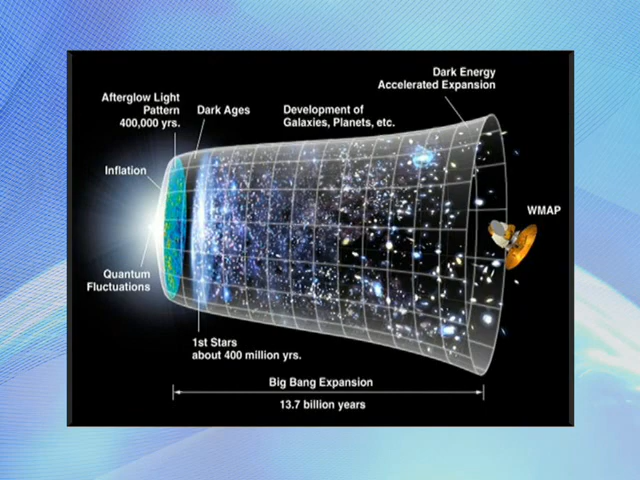 Dark Energy
Accelerated Expansion
Afterglow Light
Pattern
400,000 yrs.
Dark Ages
Development of
Galaxies, Planets, etc.
Inflation
WMAP
Quantum
Fluctuations
1st Stars
about 400 million yrs.
Big Bang Expansion
13.7 billion years